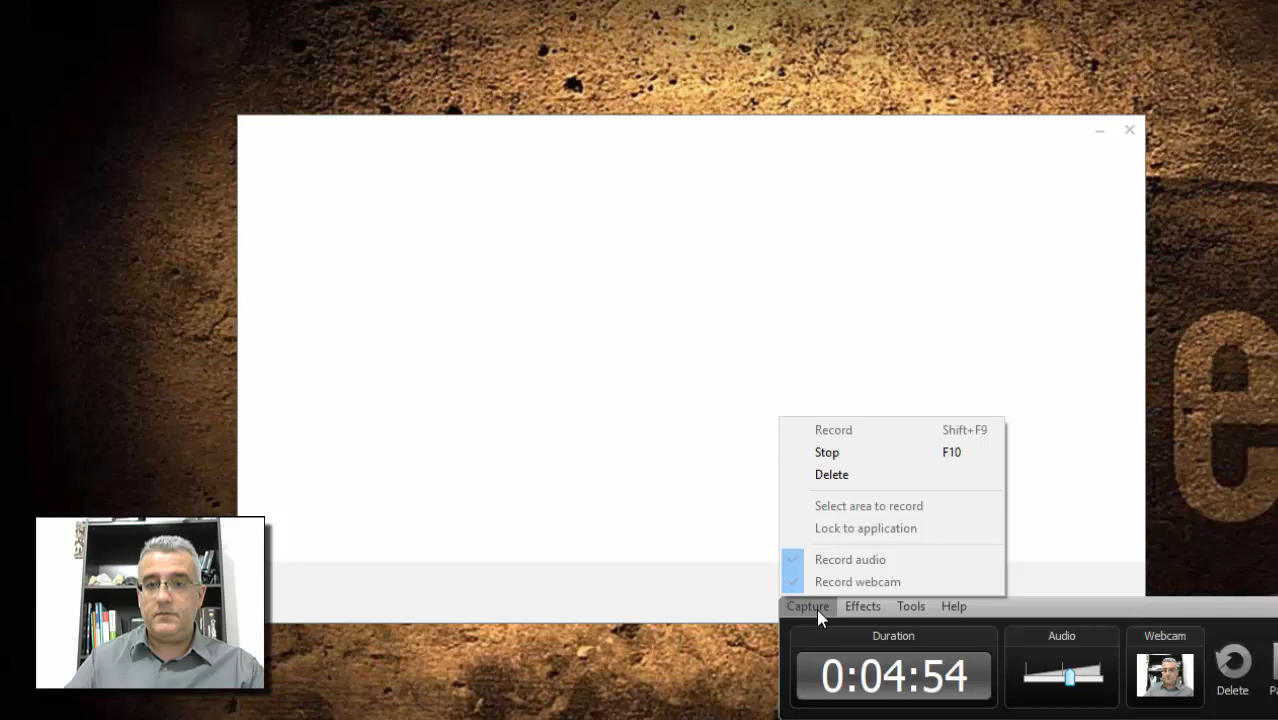 e
Record Shift+F9
Stop F10
Delete
Select area to record
Lock to application
Record audio
Record webcam
Capture Effects Tools Help
Duration Audio Webcam
0:04:54
Delete